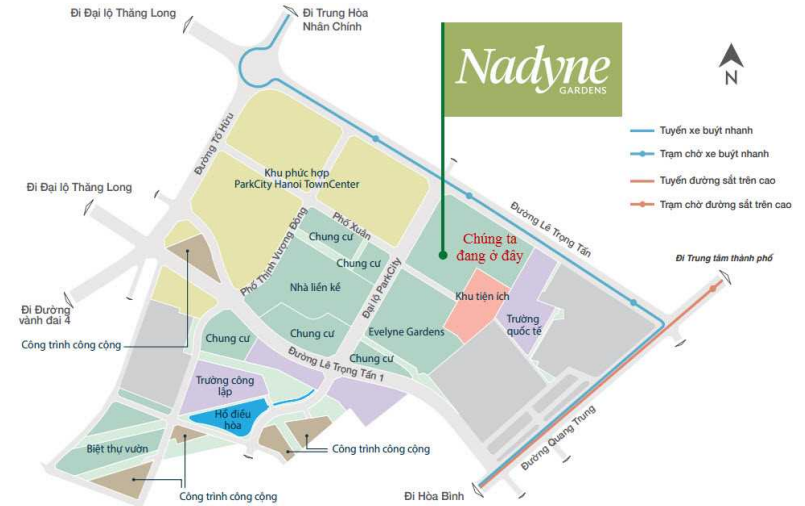 Đi Đại lộ Thăng Long
Đi Trung Hòa
Nhân Chính
Nadyne
GARDENS
N
Tuyến xe buýt nhanh
Trạm chờ xe buýt nhanh
Tuyến đường sắt trên cao
Trạm chờ đường sắt trên cao
Đường Tố Hữu
Khu phức hợp
ParkCity Hanoi TownCenter
Đi Đại lộ Thăng Long
Phố Xuân
Đường Lê Trọng Tấn
Phố Thịnh Vượng Đông
Chung cư
Chung cư
Chúng ta
đang ở đây
Đi Trung tâm thành phố
Nhà liền kề
Đại lộ ParkCity
Khu tiện ích
Đi Đường
vành đai 4
Trường
quốc tế
Công trình công cộng
Chung cư
Chung cư
Evelyne Gardens
Đường Lê Trọng Tấn 1
Chung cư
Trường công
lập
Hồ điều
hòa
Biệt thự vườn
Công trình công cộng
Đường Quang Trung
Công trình công cộng
Đi Hòa Bình